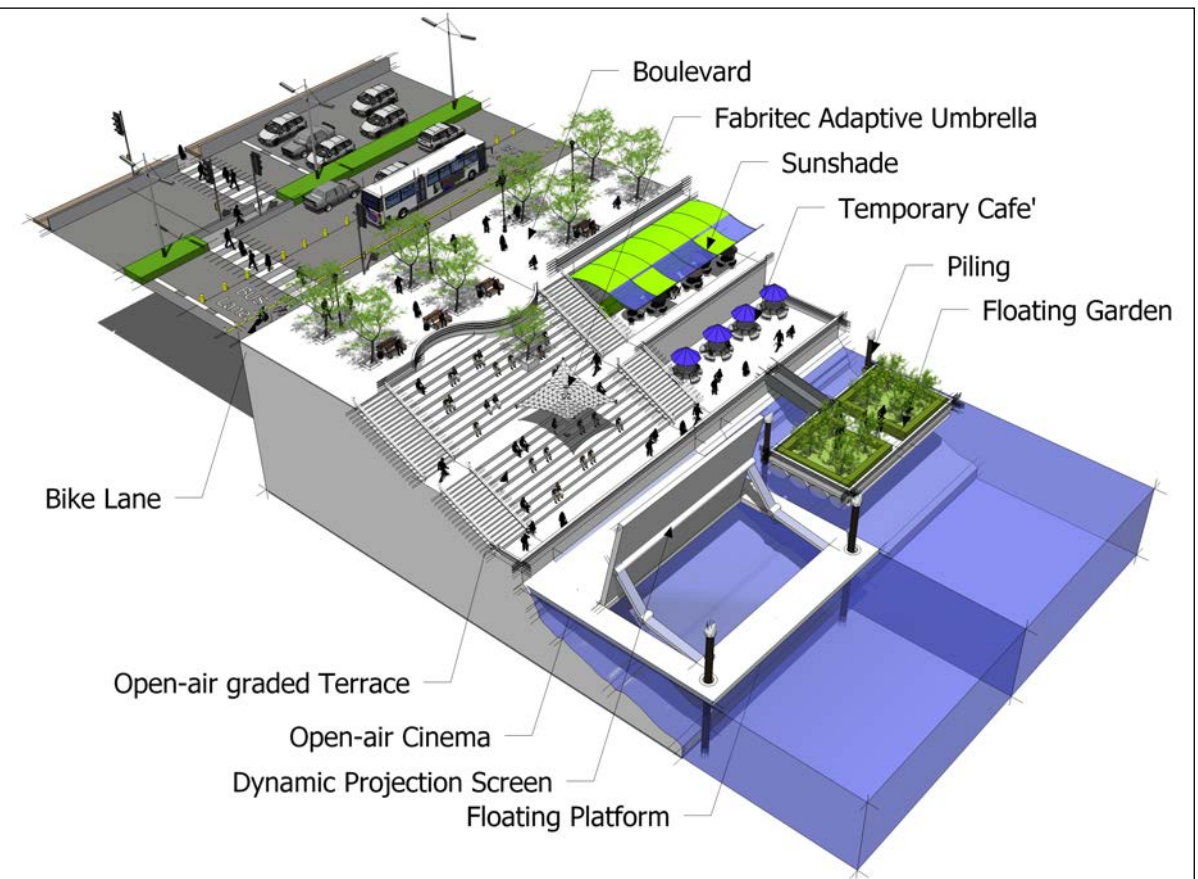 Boulevard
Fabritec Adaptive Umbrella
Sunshade
Temporary Cafe'
Piling
Floating Garden
Bike Lane
Open-air graded Terrace
Open-air Cinema
Dynamic Projection Screen
Floating Platform